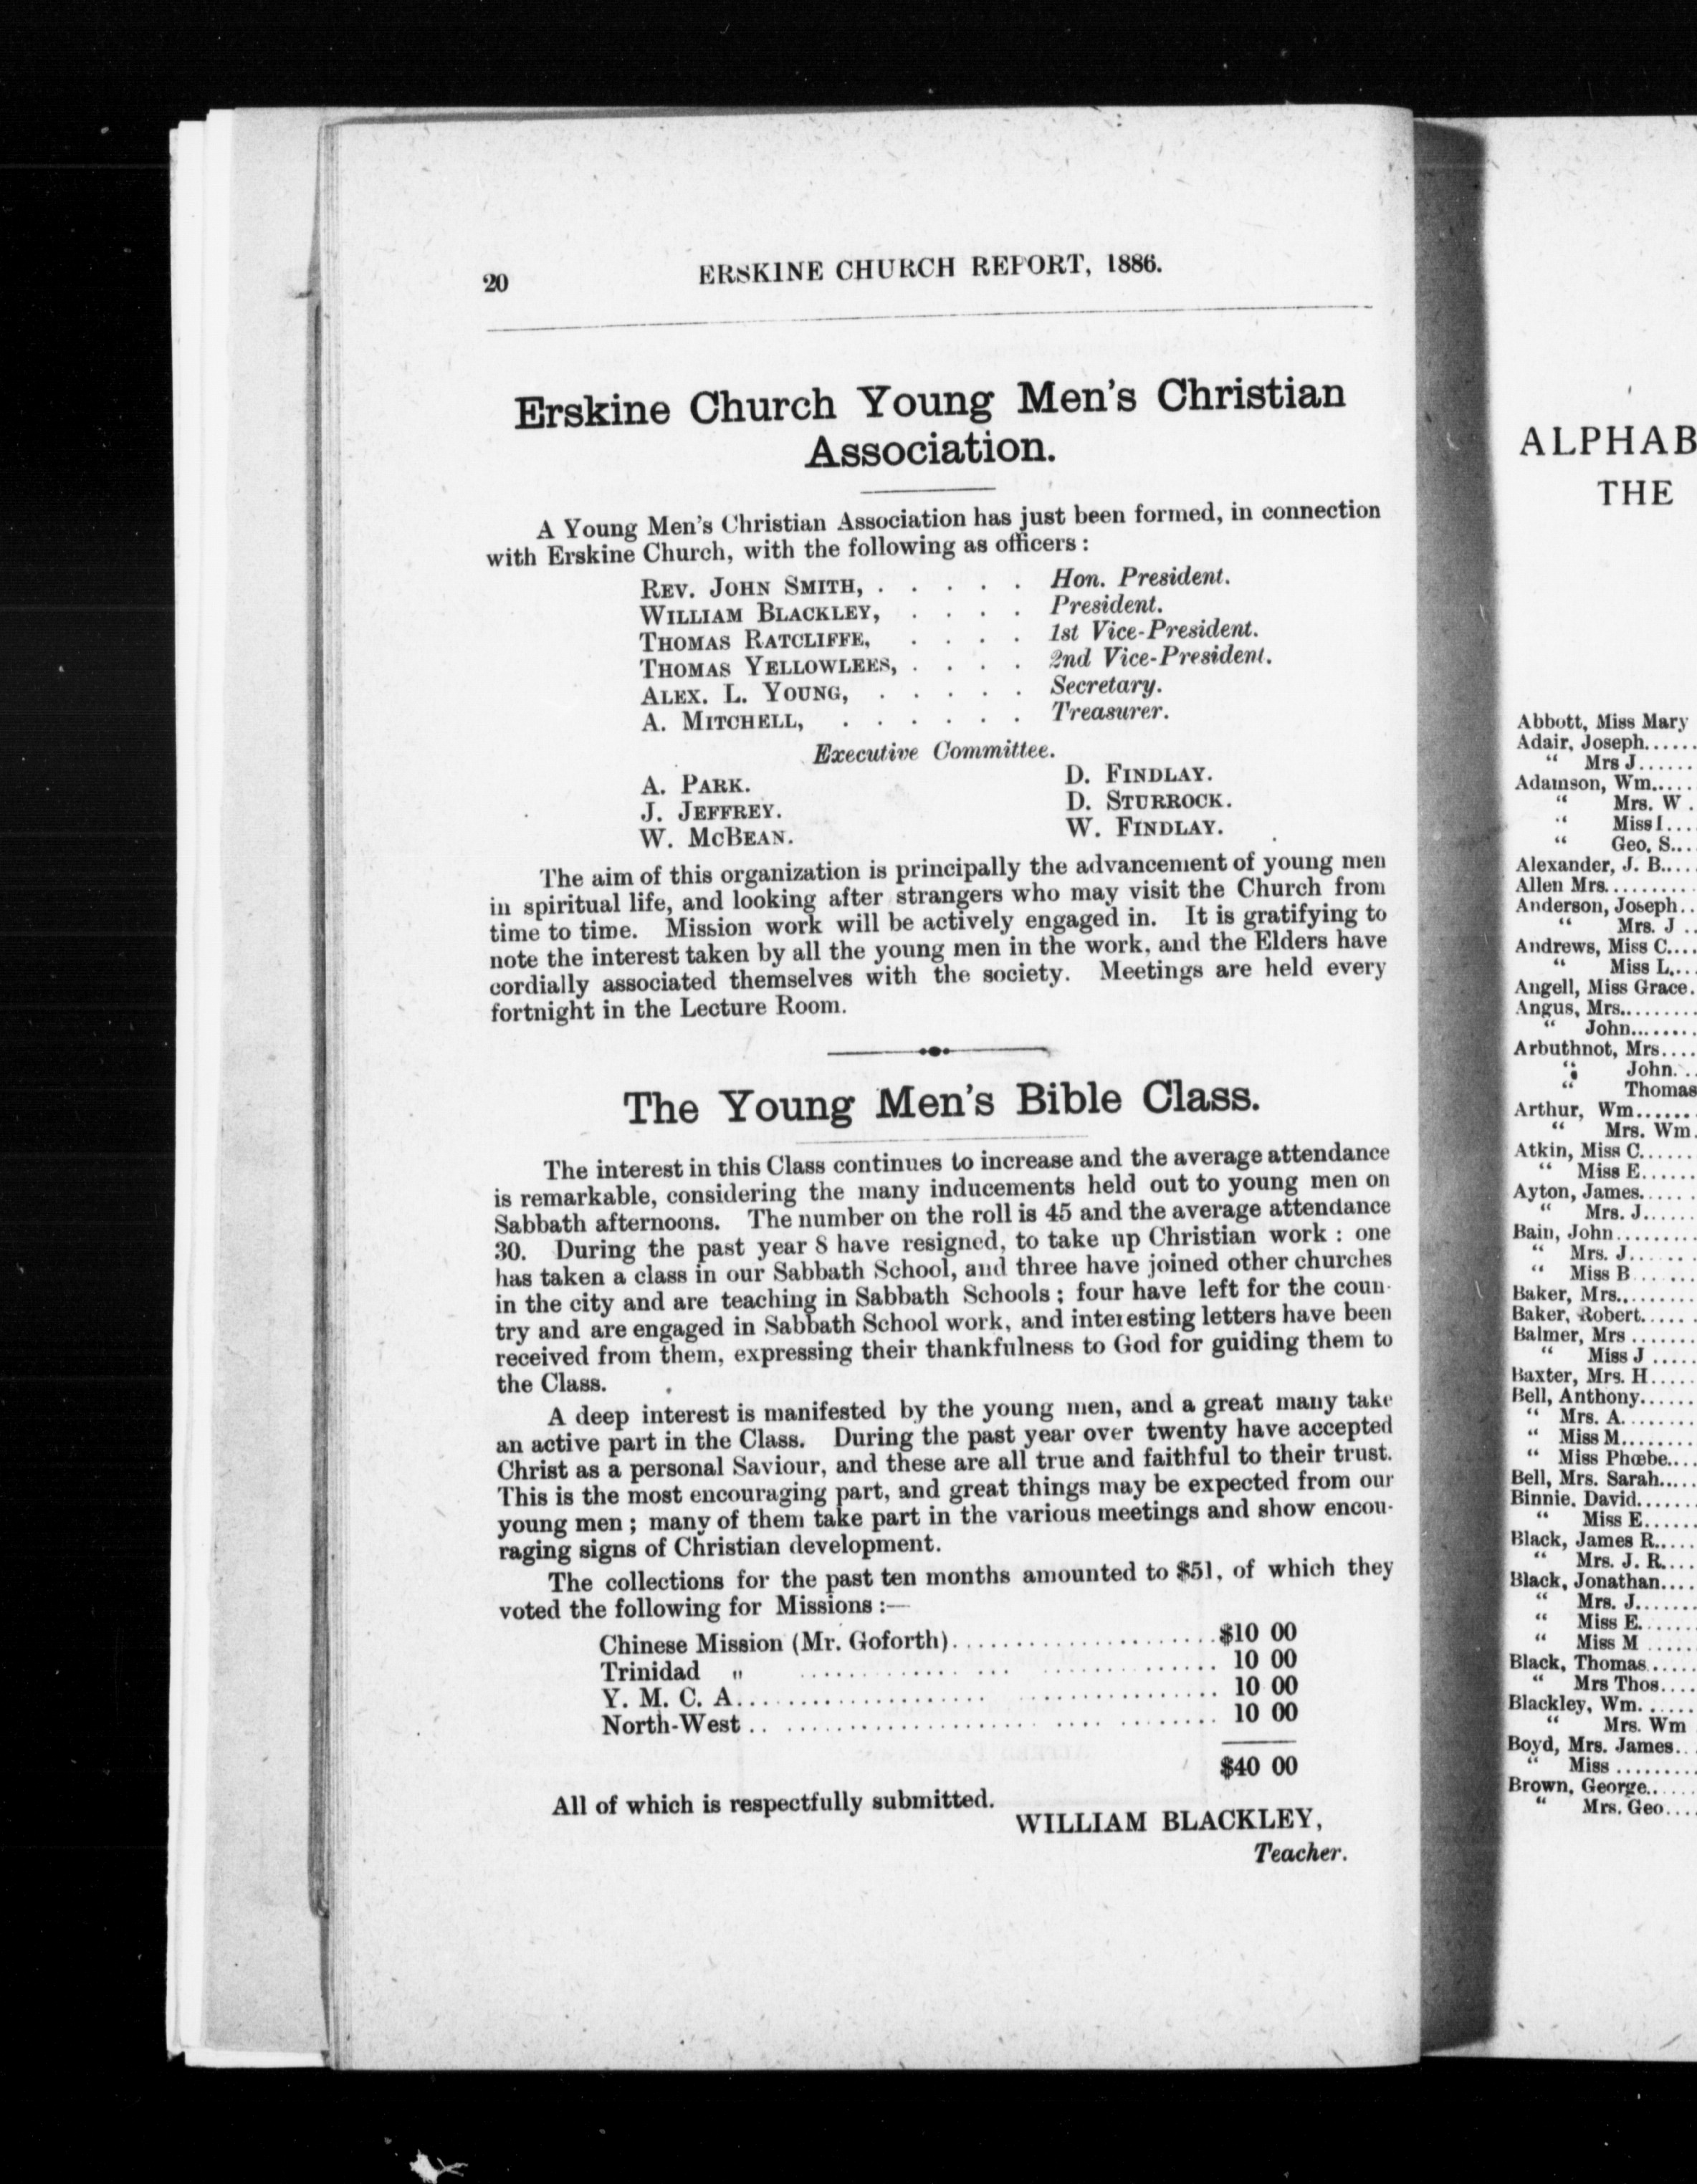 20
ERSKINE CHURCH REPORT, 1886.
Erskine Church Young Men's Christian
Association.
A Young Men's Christian Association has just been formed, in connection
with Erskine Church, with the following as officers :
REV. JOHN SMITH, . . . . . Hon. President.
WILLIAM BLACKLEY, . . . . President.
THOMAS RATCLIFFE, . . . . 1st Vice-President.
THOMAS YELLOWLEES, . . . . 2nd Vice-President.
ALEX. L. YOUNG, . . . . . Secretary.
A. MITCHELL, . . . . . . Treasurer.
Executive Committee.
A. PARK. D. FINDLAY.
J. JEFFREY. D. STURROCK.
W. MCBEAN. W. FINDLAY.
The aim of this organization is principally the advancement of young men
in spiritual life, and looking after strangers who may visit the Church from
time to time. Mission work will be actively engaged in. It is gratifying to
note the interest taken by all the young men in the work, and the Elders have
cordially associated themselves with the society. Meetings are held every
fortnight in the Lecture Room.
The Young Men's Bible Class.
The interest in this Class continues to increase and the average attendance
is remarkable, considering the many inducements held out to young men on
Sabbath afternoons. The number on the roll is 45 and the average attendance
30. During the past year 8 have resigned, to take up Christian work : one
has taken a class in our Sabbath School, and three have joined other churches
in the city and are teaching in Sabbath Schools ; four have left for the coun-
try and are engaged in Sabbath School work, and interesting letters have been
received from them, expressing their thankfulness to God for guiding them to
the Class.
A deep interest is manifested by the young men, and a great many take
an active part in the Class. During the past year over twenty have accepted
Christ as a personal Saviour, and these are all true and faithful to their trust.
This is the most encouraging part, and great things may be expected from our
young men ; many of them take part in the various meetings and show encou-
raging signs of Christian development.
The collections for the past ten months amounted to $51, of which they
voted the following for Missions :—
Chinese Mission (Mr. Goforth)..................... $10 00
Trinidad " ..................... 10 00
Y. M. C. A..................... 10 00
North-West..................... 10 00
$40 00
All of which is respectfully submitted.
WILLIAM BLACKLEY,
Teacher.
ALPHAB
THE
Abbott, Miss Mary
Adair, Joseph......
" Mrs J......
Adamson, Wm.....
" Mrs. W .
" Miss I...
" Geo. S...
Alexander, J. B....
Allen Mrs.........
Anderson, Joseph..
" Mrs. J ..
Andrews, Miss C....
" Miss L...
Angell, Miss Grace.
Angus, Mrs........
" John.......
Arbuthnot, Mrs....
" John...
" Thomas
Arthur, Wm......
" Mrs. Wm.
Atkin, Miss C......
" Miss E......
Ayton, James......
" Mrs. J.....
Bain, John.........
" Mrs. J......
" Miss B......
Baker, Mrs........
Baker, Robert.....
Balmer, Mrs .......
" Miss J .....
Baxter, Mrs. H.....
Bell, Anthony......
" Mrs. A........
" Miss M........
" Miss Phœbe....
Bell, Mrs. Sarah.....
Binnie. David......
" Miss E......
Black, James R.....
" Mrs. J. R....
Black, Jonathan....
" Mrs. J.......
" Miss E......
" Miss M .....
Black, Thomas.....
" Mrs Thos....
Blackley, Wm......
" Mrs. Wm
Boyd, Mrs. James..
" Miss ........
Brown, George.....
" Mrs. Geo....